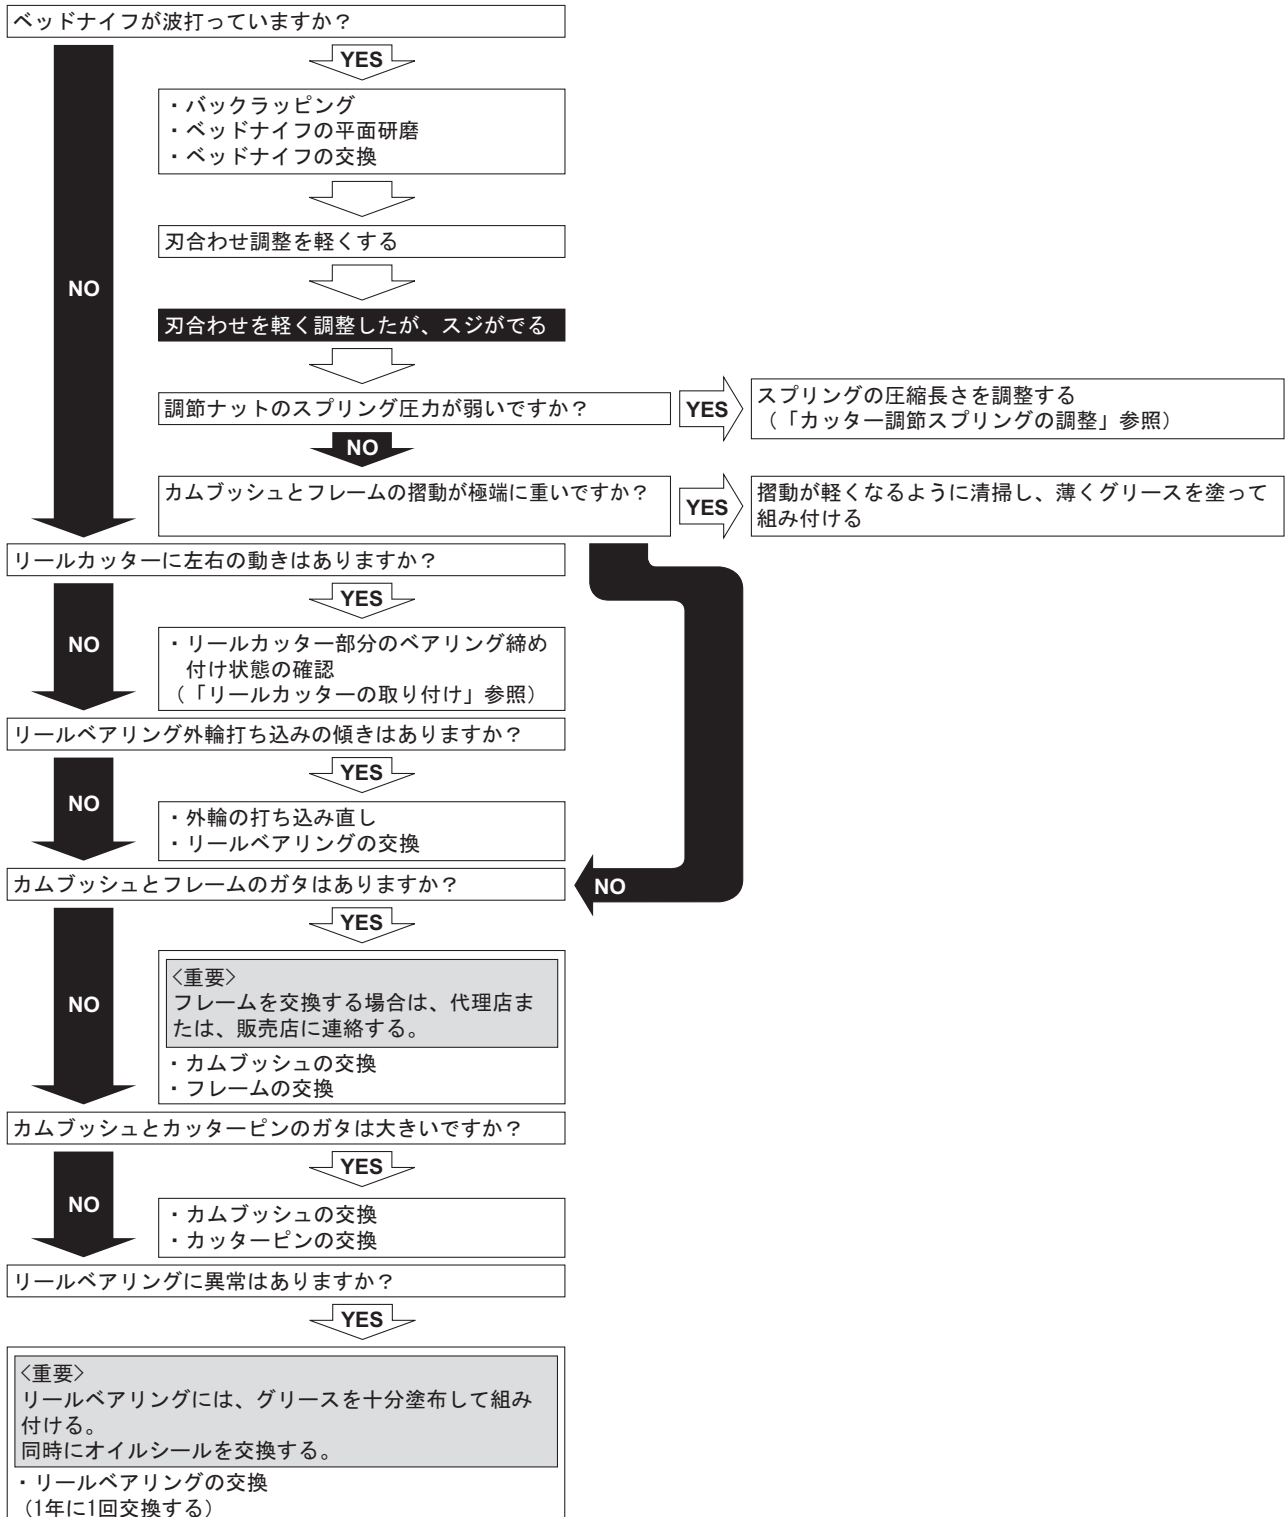 ベッドナイフが波打っていますか？
YES
・バックラッピング
・ベッドナイフの平面研磨
・ベッドナイフの交換
刃合わせ調整を軽くする
NO
刃合わせを軽く調整したが、スジがでる
調節ナットのスプリング圧力が弱いですか？
YES
スプリングの圧縮長さを調整する
（「カッター調節スプリングの調整」参照）
NO
カムブッシュとフレームの摺動が極端に重いですか？
YES
摺動が軽くなるように清掃し、薄くグリースを塗って
組み付ける
リールカッターに左右の動きはありますか？
YES
NO
・リールカッター部分のベアリング締め
付け状態の確認
（「リールカッターの取り付け」参照）
リールベアリング外輪打ち込みの傾きはありますか？
YES
NO
・外輪の打ち込み直し
・リールベアリングの交換
カムブッシュとフレームのガタはありますか？
NO
YES
NO
〈重要〉
フレームを交換する場合は、代理店ま
たは、販売店に連絡する。
・カムブッシュの交換
・フレームの交換
カムブッシュとカッターピンのガタは大きいですか？
YES
NO
・カムブッシュの交換
・カッターピンの交換
リールベアリングに異常はありますか？
YES
〈重要〉
リールベアリングには、グリースを十分塗布して組み
付ける。
同時にオイルシールを交換する。
・リールベアリングの交換
（1年に1回交換する）